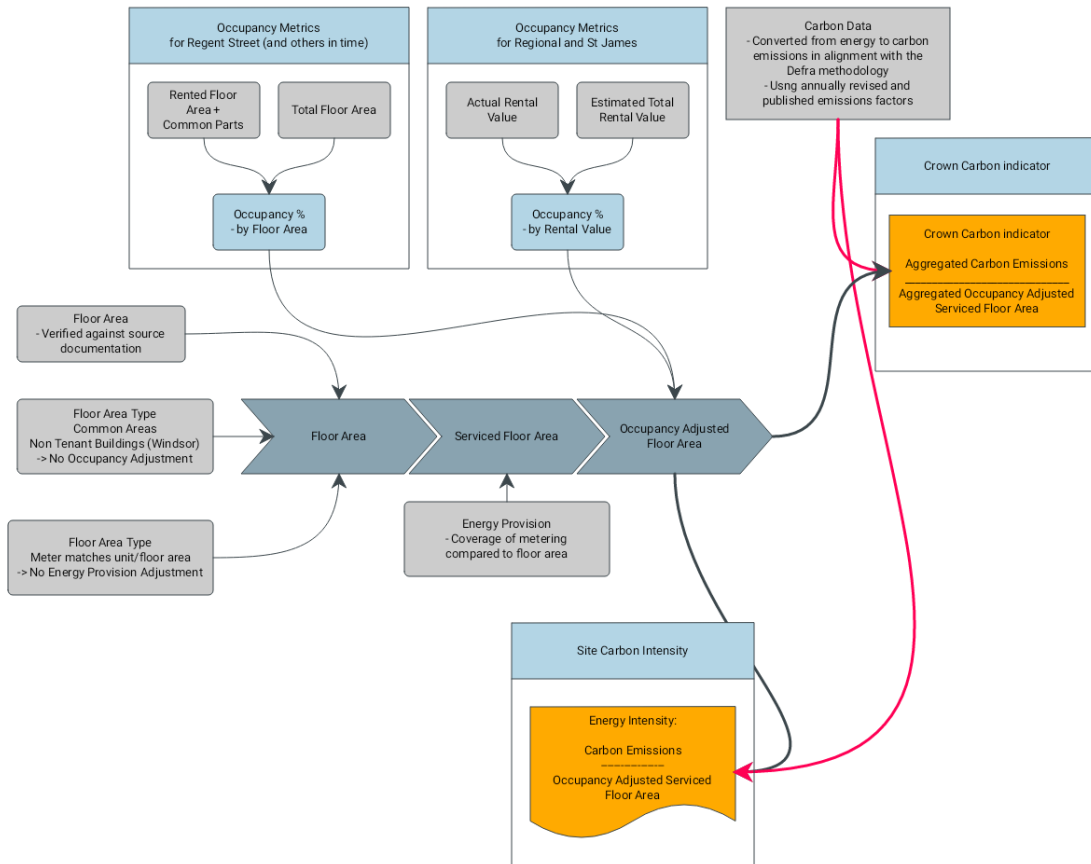 Occupancy Metrics
for Regent Street (and others in time)
Rented Floor
Area +
Common Parts
Total Floor Area
Occupancy %
- by Floor Area
Occupancy Metrics
for Regional and St James
Actual Rental
Value
Estimated Total
Rental Value
Occupancy %
- by Rental Value
Carbon Data
- Converted from energy to carbon
emissions in alignment with the
Defra methodology
- Usng annually revised and
published emissions factors
Crown Carbon indicator
Crown Carbon indicator
Aggregated Carbon Emissions
Aggregated Occupancy Adjusted
Serviced Floor Area
Floor Area
- Verified against source
documentation
Floor Area Type
Common Areas
Non Tenant Buildings (Windsor)
-> No Occupancy Adjustment
Floor Area Type
Meter matches unit/floor area
-> No Energy Provision Adjustment
Floor Area
Serviced Floor Area
Occupancy Adjusted
Floor Area
Energy Provision
- Coverage of metering
compared to floor area
Site Carbon Intensity
Energy Intensity:
Carbon Emissions
Occupancy Adjusted Serviced
Floor Area